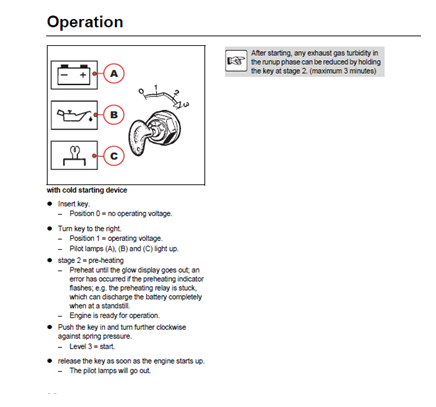 Operation
A
B
C
0
1
2
3
After starting, any exhaust gas turbidity in
the runup phase can be reduced by holding
the key at stage 2. (maximum 3 minutes)
with cold starting device
● Insert key.
– Position 0 = no operating voltage.
● Turn key to the right.
– Position 1 = operating voltage.
– Pilot lamps (A), (B) and (C) light up.
● stage 2 = pre-heating
– Preheat until the glow display goes out; an
error has occurred if the preheating indicator
flashes; e.g. the preheating relay is stuck,
which can discharge the battery completely
when at a standstill.
– Engine is ready for operation.
● Push the key in and turn further clockwise
against spring pressure.
– Level 3 = start.
● release the key as soon as the engine starts up.
– The pilot lamps will go out.